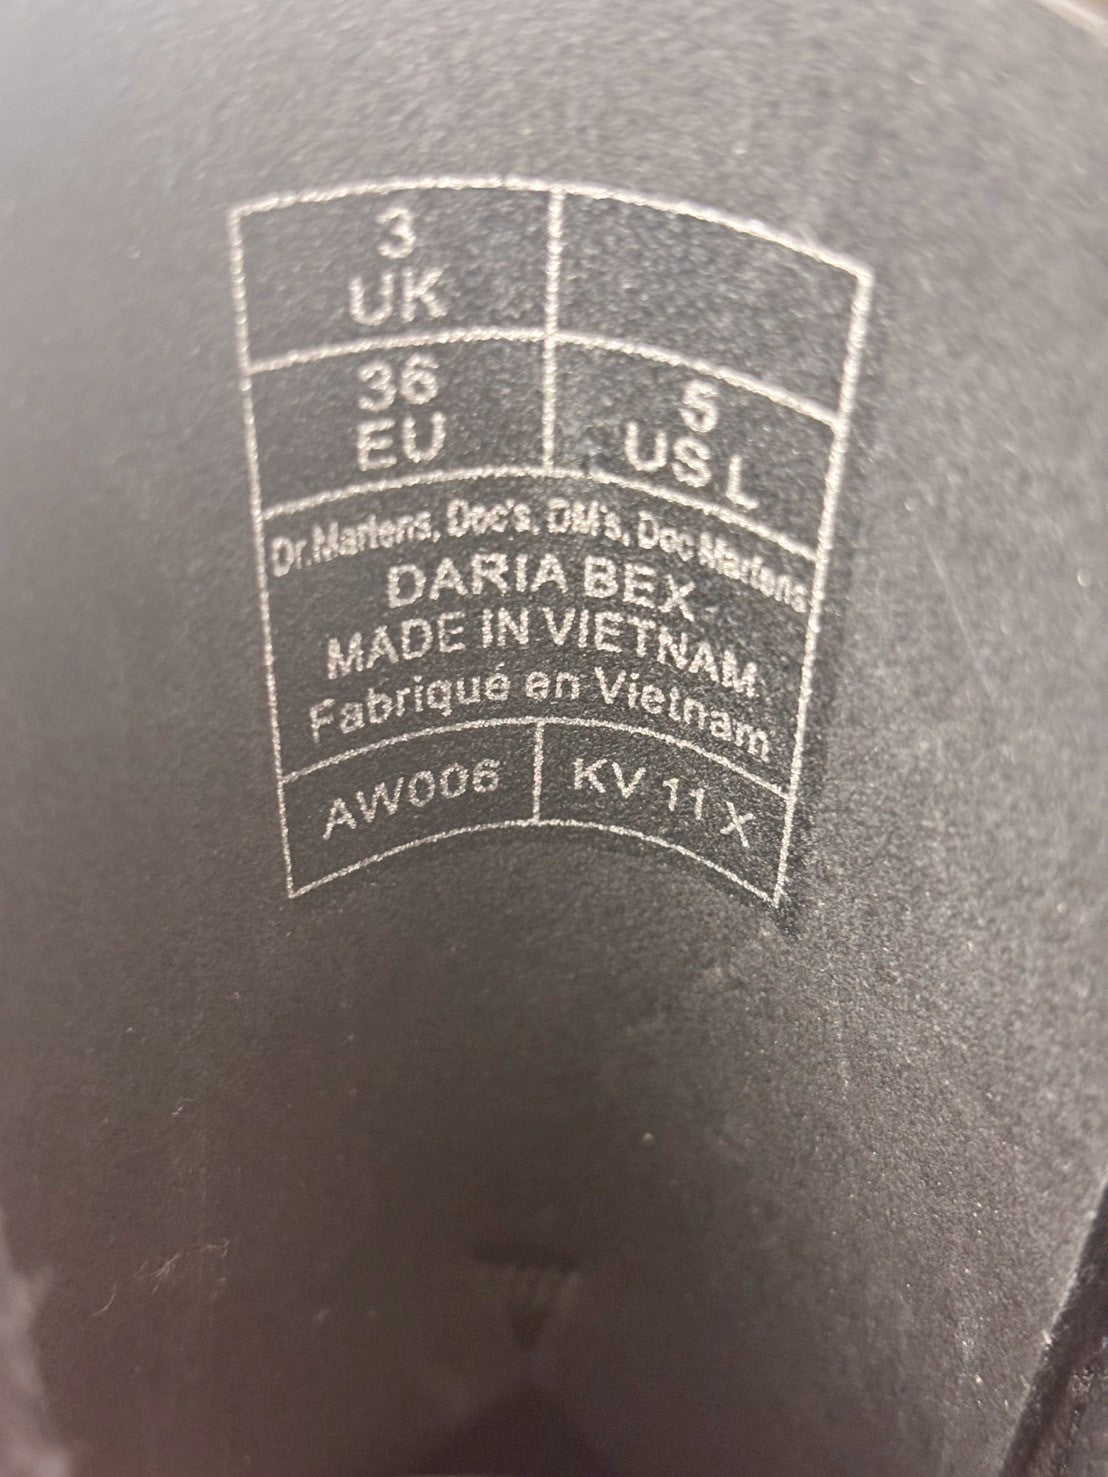 3
UK
36
EU
5
US L
Dr.Martens, Doc's, DM's, Doc Martens
DARIA BEX
MADE IN VIETNAM
Fabriqué en Vietnam
AW006
KV 11 X